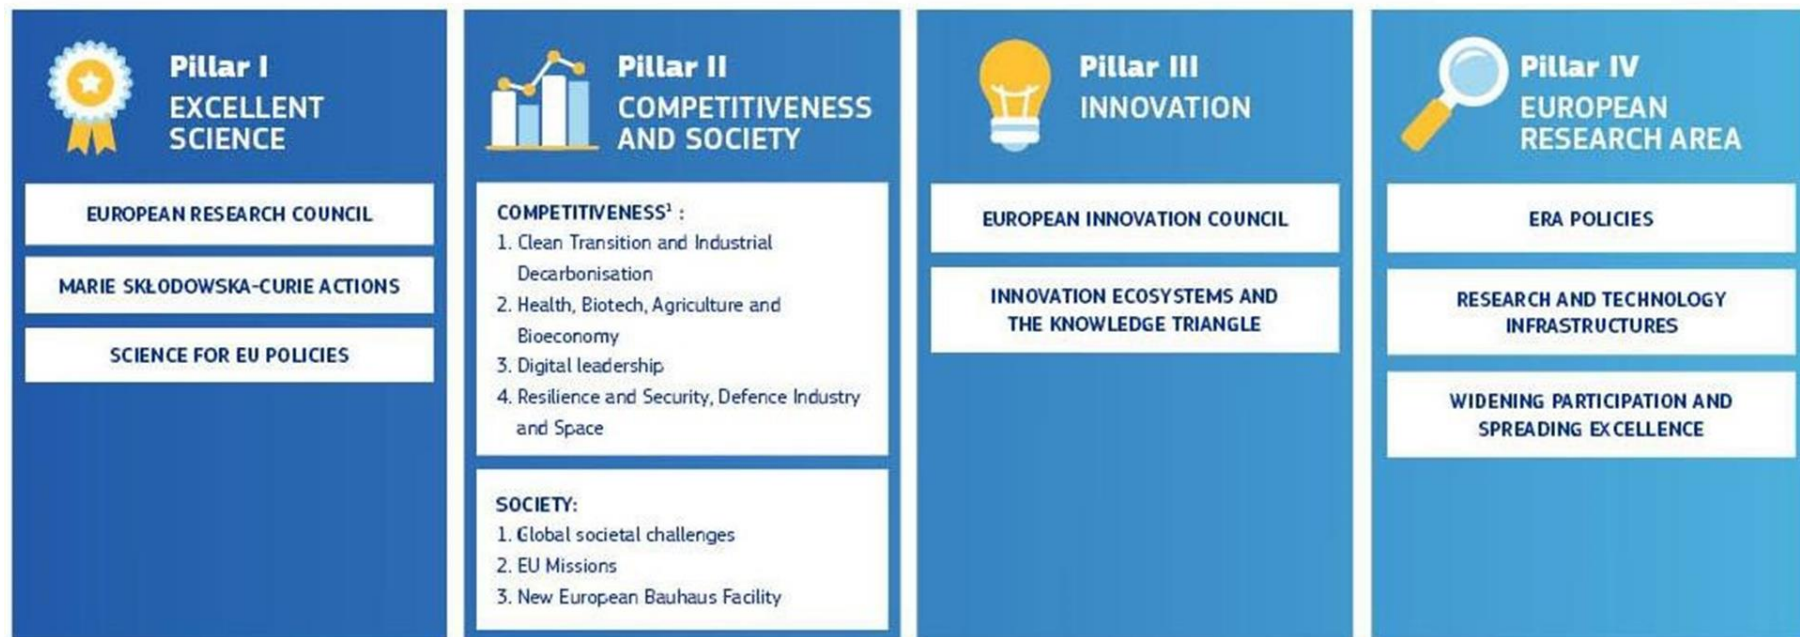 Pillar I
EXCELLENT
SCIENCE
EUROPEAN RESEARCH COUNCIL
MARIE SKŁODOWSKA-CURIE ACTIONS
SCIENCE FOR EU POLICIES
Pillar II
COMPETITIVENESS
AND SOCIETY
COMPETITIVENESS¹ :
1. Clean Transition and Industrial
Decarbonisation
2. Health, Biotech, Agriculture and
Bioeconomy
3. Digital leadership
4. Resilience and Security, Defence Industry
and Space
SOCIETY:
1. Global societal challenges
2. EU Missions
3. New European Bauhaus Facility
Pillar III
INNOVATION
EUROPEAN INNOVATION COUNCIL
INNOVATION ECOSYSTEMS AND
THE KNOWLEDGE TRIANGLE
Pillar IV
EUROPEAN
RESEARCH AREA
ERA POLICIES
RESEARCH AND TECHNOLOGY
INFRASTRUCTURES
WIDENING PARTICIPATION AND
SPREADING EXCELLENCE